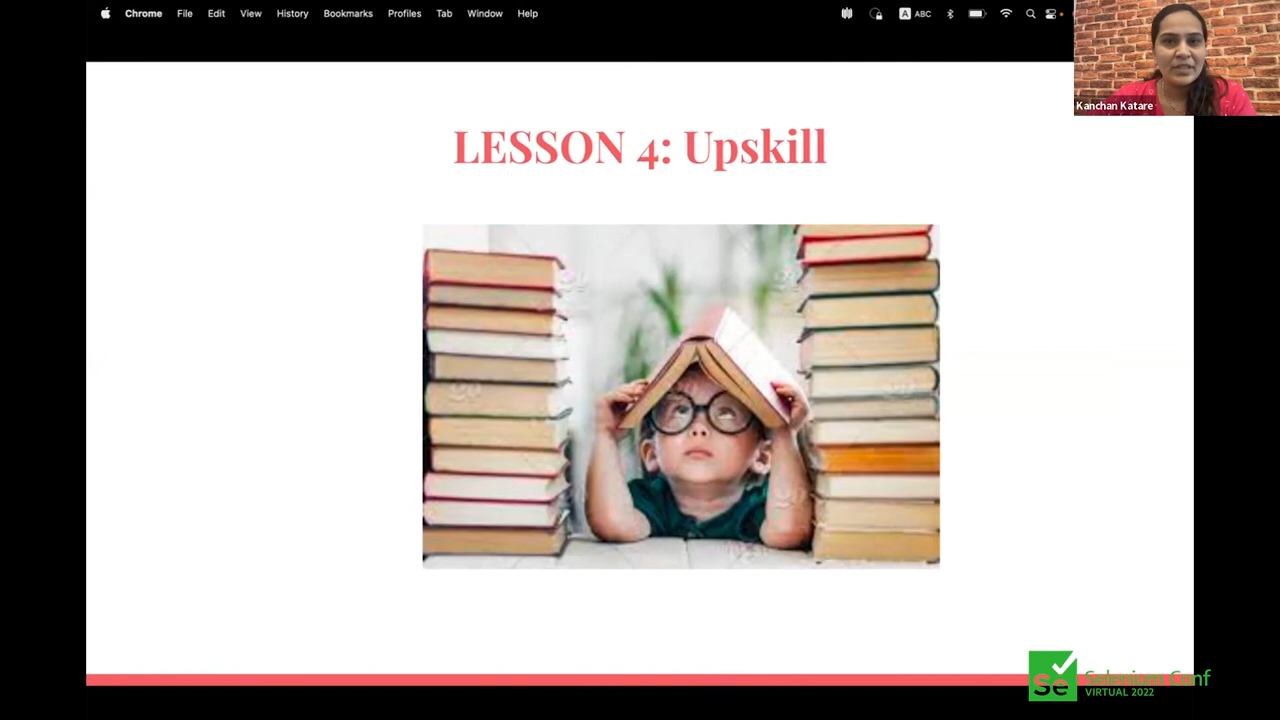 Chrome File Edit View History Bookmarks Profiles Tab Window Help
A ABC
Kanchan Katare
LESSON 4: Upskill
Se Selenium Conf
VIRTUAL 2022